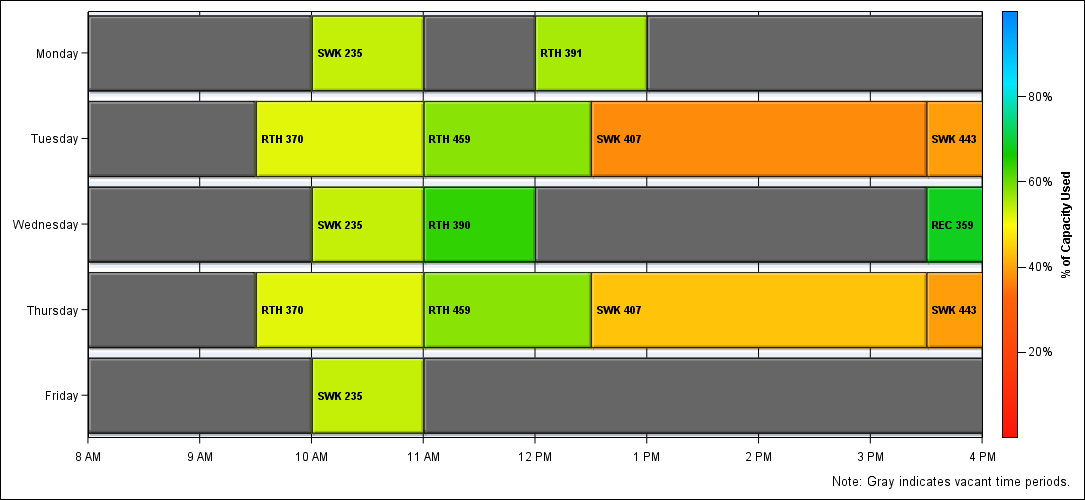 Monday
SWK 235
RTH 391
Tuesday
RTH 370
RTH 459
SWK 407
SWK 443
Wednesday
SWK 235
RTH 390
REC 359
Thursday
RTH 370
RTH 459
SWK 407
SWK 443
Friday
SWK 235
8 AM
9 AM
10 AM
11 AM
12 PM
1 PM
2 PM
3 PM
4 PM
80%
60%
40%
20%
% of Capacity Used
Note: Gray indicates vacant time periods.